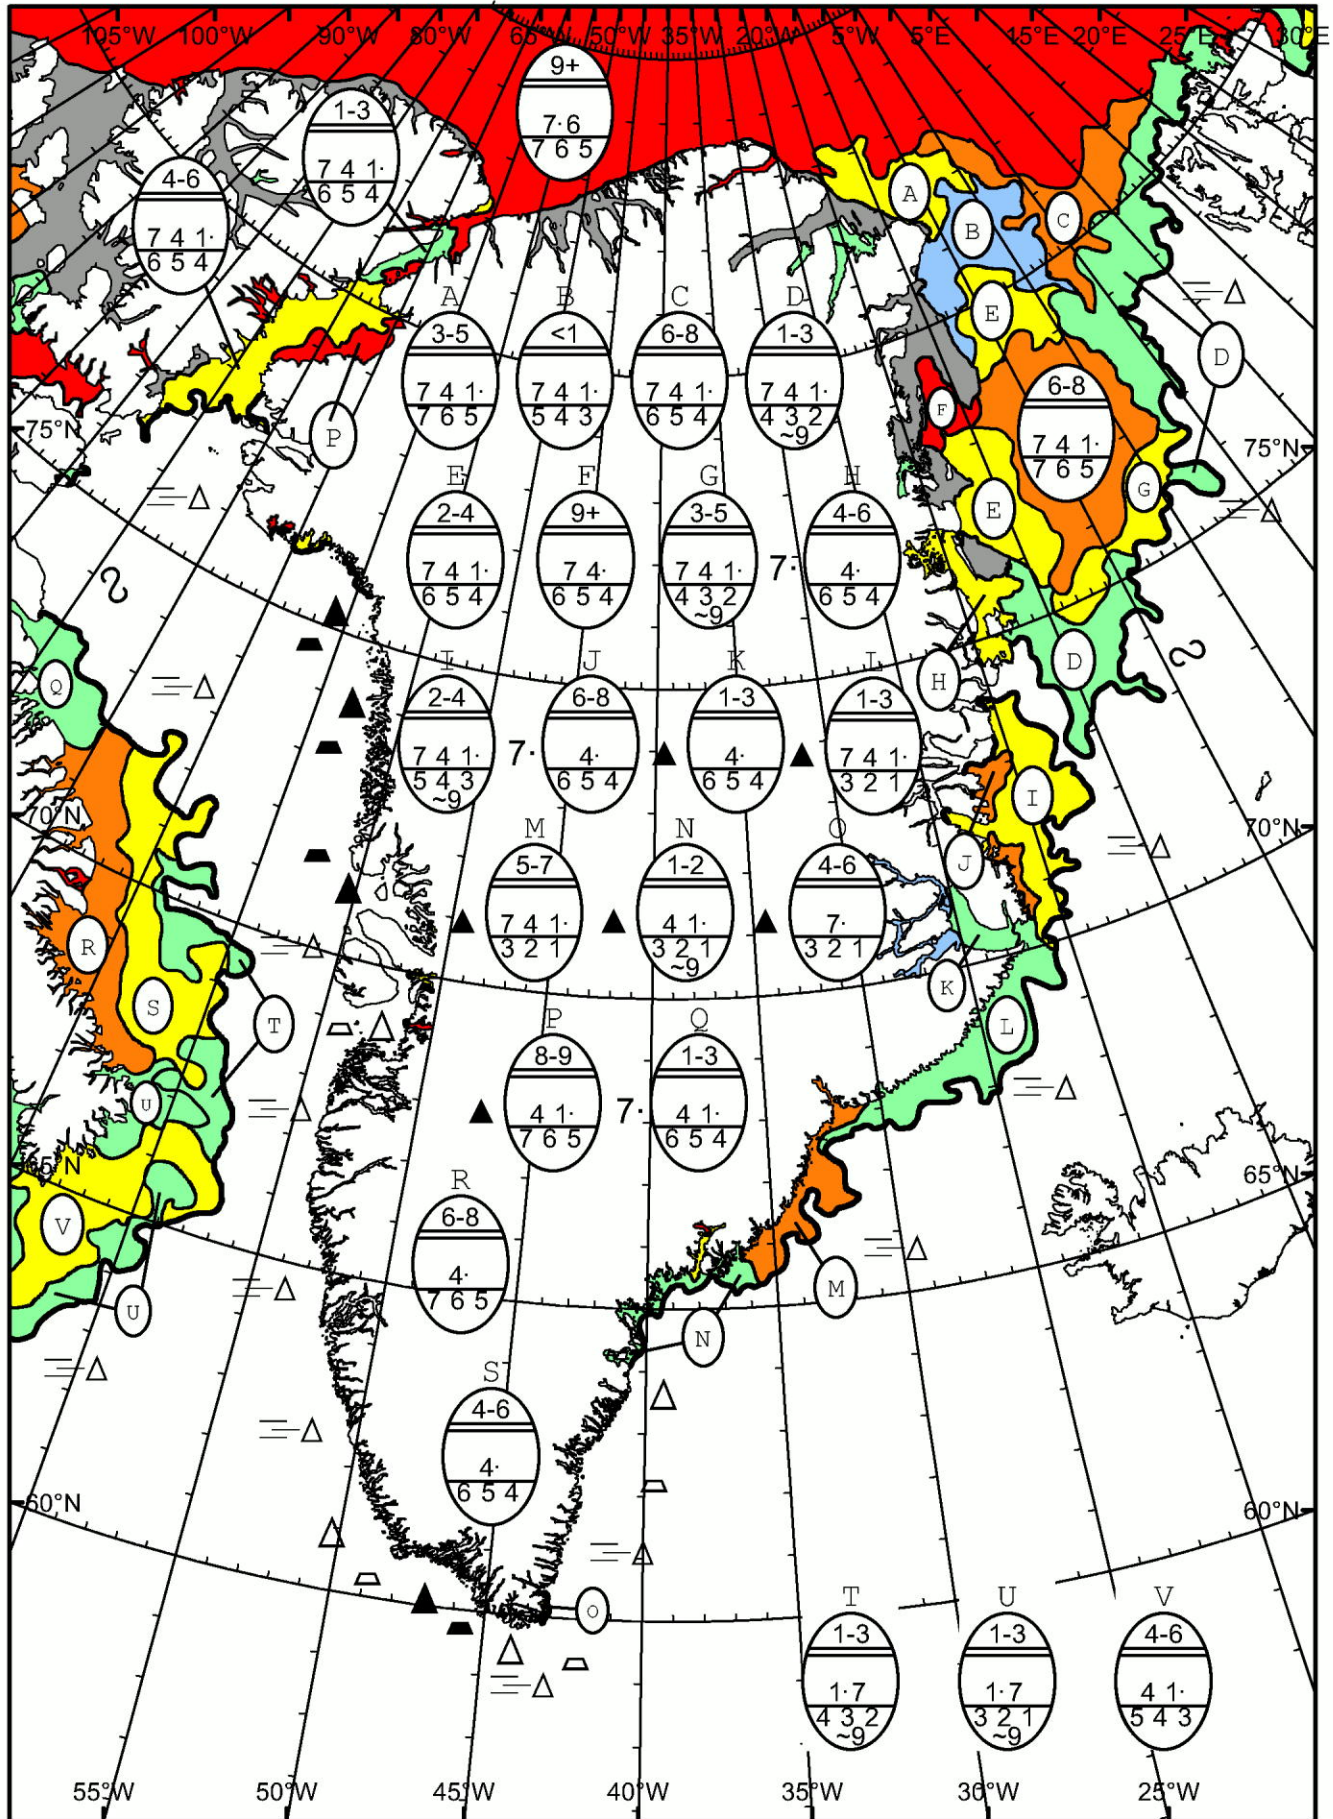 105°W 100°W 90°W 80°W 65°W 50°W 35°W 20°W 5°W 5°E 15°E 20°E 25°E 30°E
9+
7·6
7 6 5
1-3
7 4 1·
6 5 4
4-6
7 4 1·
6 5 4
A
B
C
D
A B C D
3-5 <1 6-8 1-3
7 4 1· 7 4 1· 7 4 1· 7 4 1·
7 6 5 5 4 3 6 5 4 4 3 2
~9
E
F
6-8
7 4 1·
7 6 5
P
75°N 75°N
E F G H
2-4 9+ 3-5 4-6
7 4 1· 7 4· 7 4 1· 7· 4·
6 5 4 6 5 4 4 3 2 6 5 4
~9
G
E
D
H
Q
I J K L
2-4 6-8 1-3 1-3
7 4 1· 7· 4· 4· 7 4 1·
5 4 3 6 5 4 6 5 4 3 2 1
~9
I
70°N 70°N
M N O
5-7 1-2 4-6
7 4 1· 4 1· 7·
3 2 1 3 2 1 3 2 1
~9
J
R
K
S
T
L
P Q
8-9 1-3
4 1· 7· 4 1·
7 6 5 6 5 4
U
65°N 65°N
R
6-8
4·
7 6 5
V
M
U
N
S
4-6
4·
6 5 4
60°N 60°N
O
T U V
1-3 1-3 4-6
1·7 1·7 4 1·
4 3 2 3 2 1 5 4 3
~9 ~9
55°W 50°W 45°W 40°W 35°W 30°W 25°W